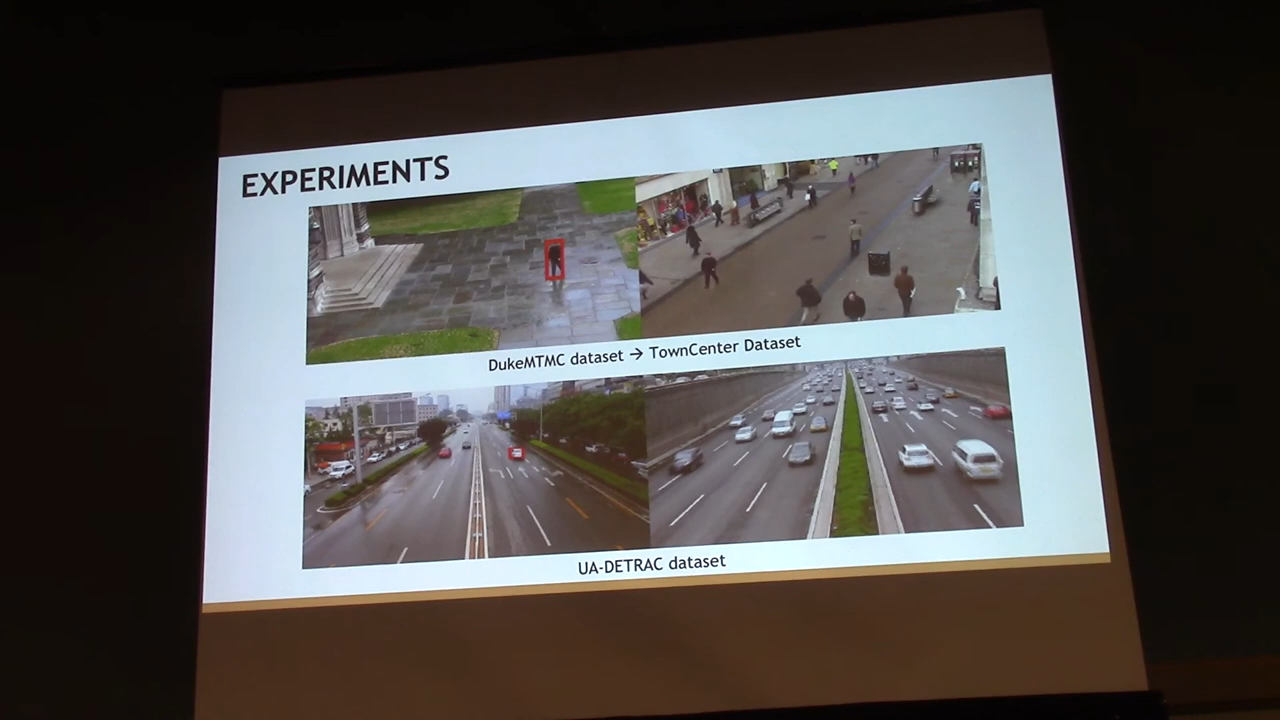 EXPERIMENTS
DukeMTMC dataset → TownCenter Dataset
UA-DETRAC dataset